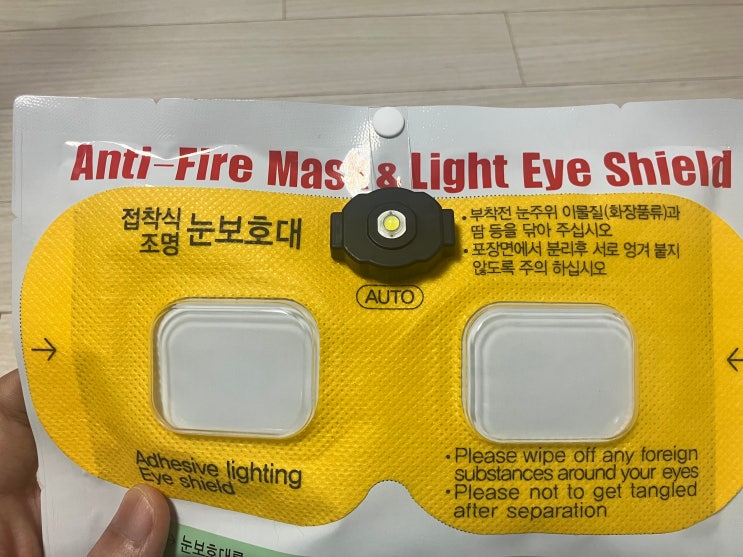 Anti-Fire Mask & Light Eye Shield
접착식
조명 눈보호대
• 부착전 눈주위 이물질(화장품류)과
땀 등을 닦아 주십시오
• 포장면에서 분리후 서로 엉겨 붙지
않도록 주의 하십시오
AUTO
Adhesive lighting
Eye shield
• Please wipe off any foreign
substances around your eyes
• Please not to get tangled
after separation